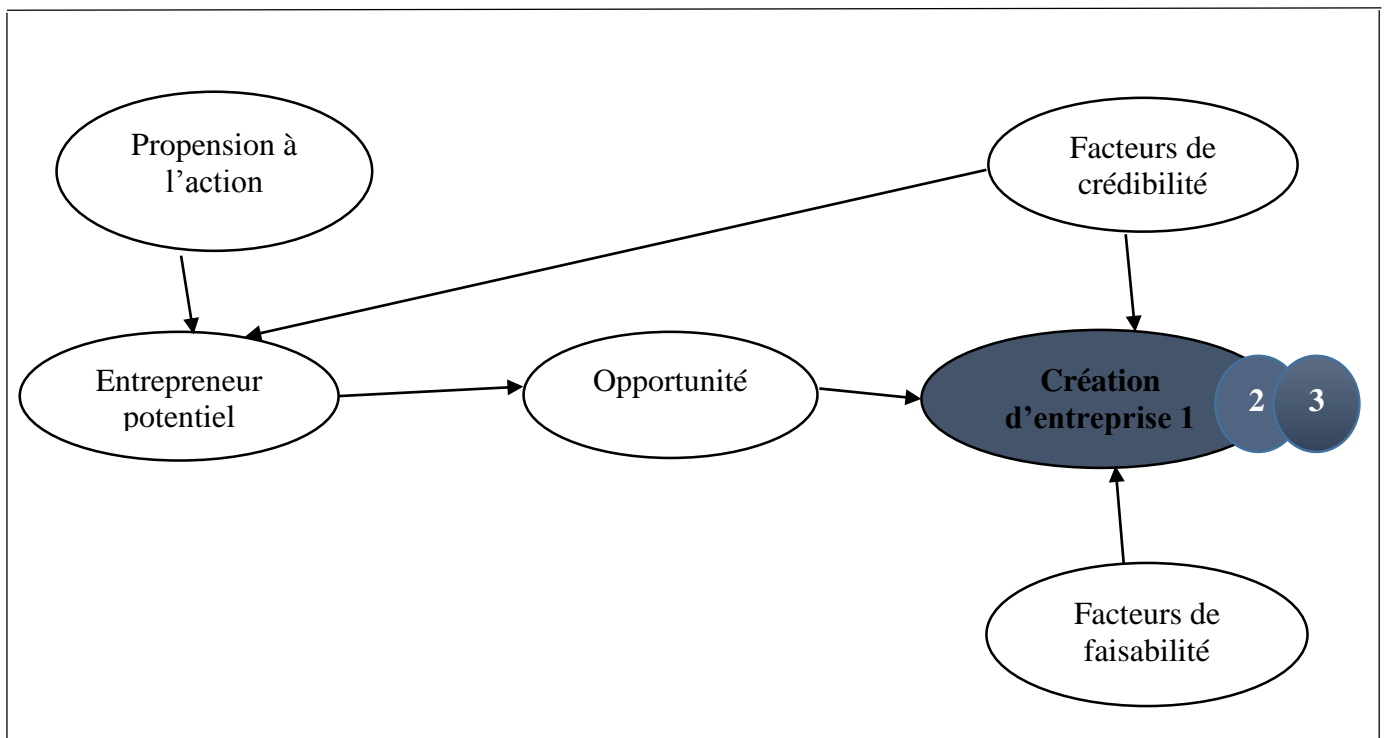 Propension à
l’action
Facteurs de
crédibilité
Entrepreneur
potentiel
Opportunité
Création
d’entreprise 1
2
3
Facteurs de
faisabilité